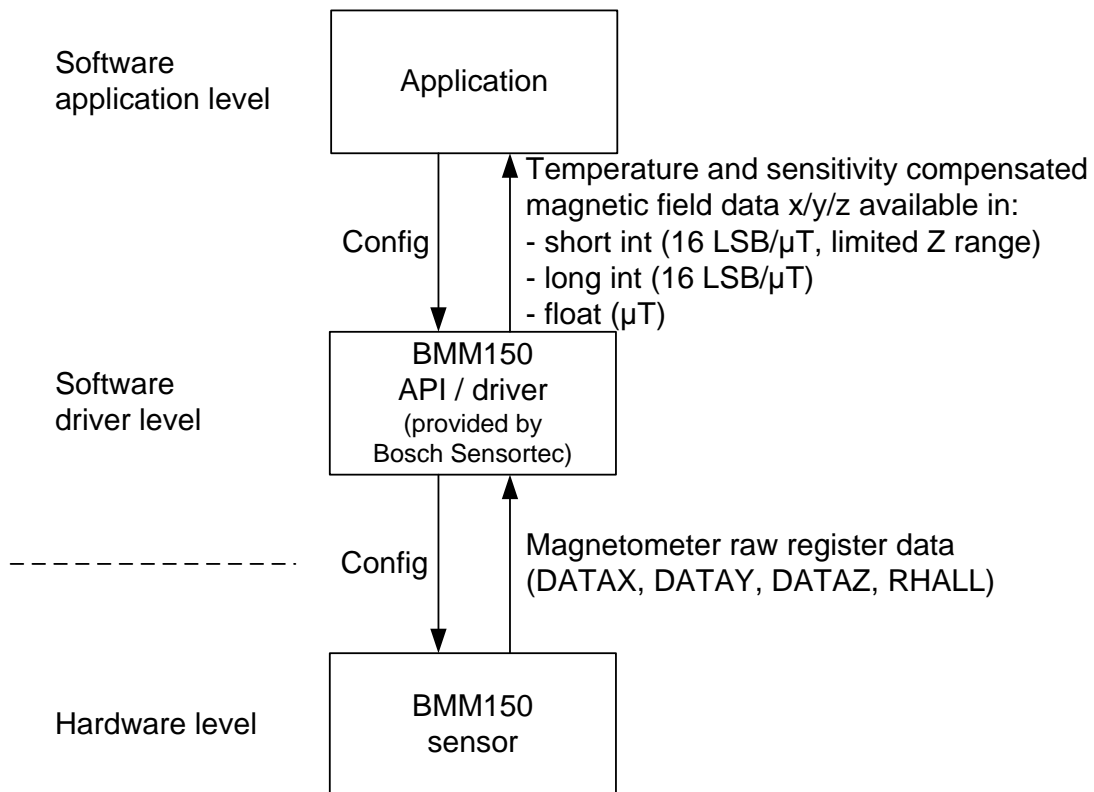 Software
application level
Application
Temperature and sensitivity compensated
magnetic field data x/y/z available in:
- short int (16 LSB/µT, limited Z range)
- long int (16 LSB/µT)
- float (µT)
Config
Software
driver level
BMM150
API / driver
(provided by
Bosch Sensortec)
Config
Magnetometer raw register data
(DATAX, DATAY, DATAZ, RHALL)
Hardware level
BMM150
sensor